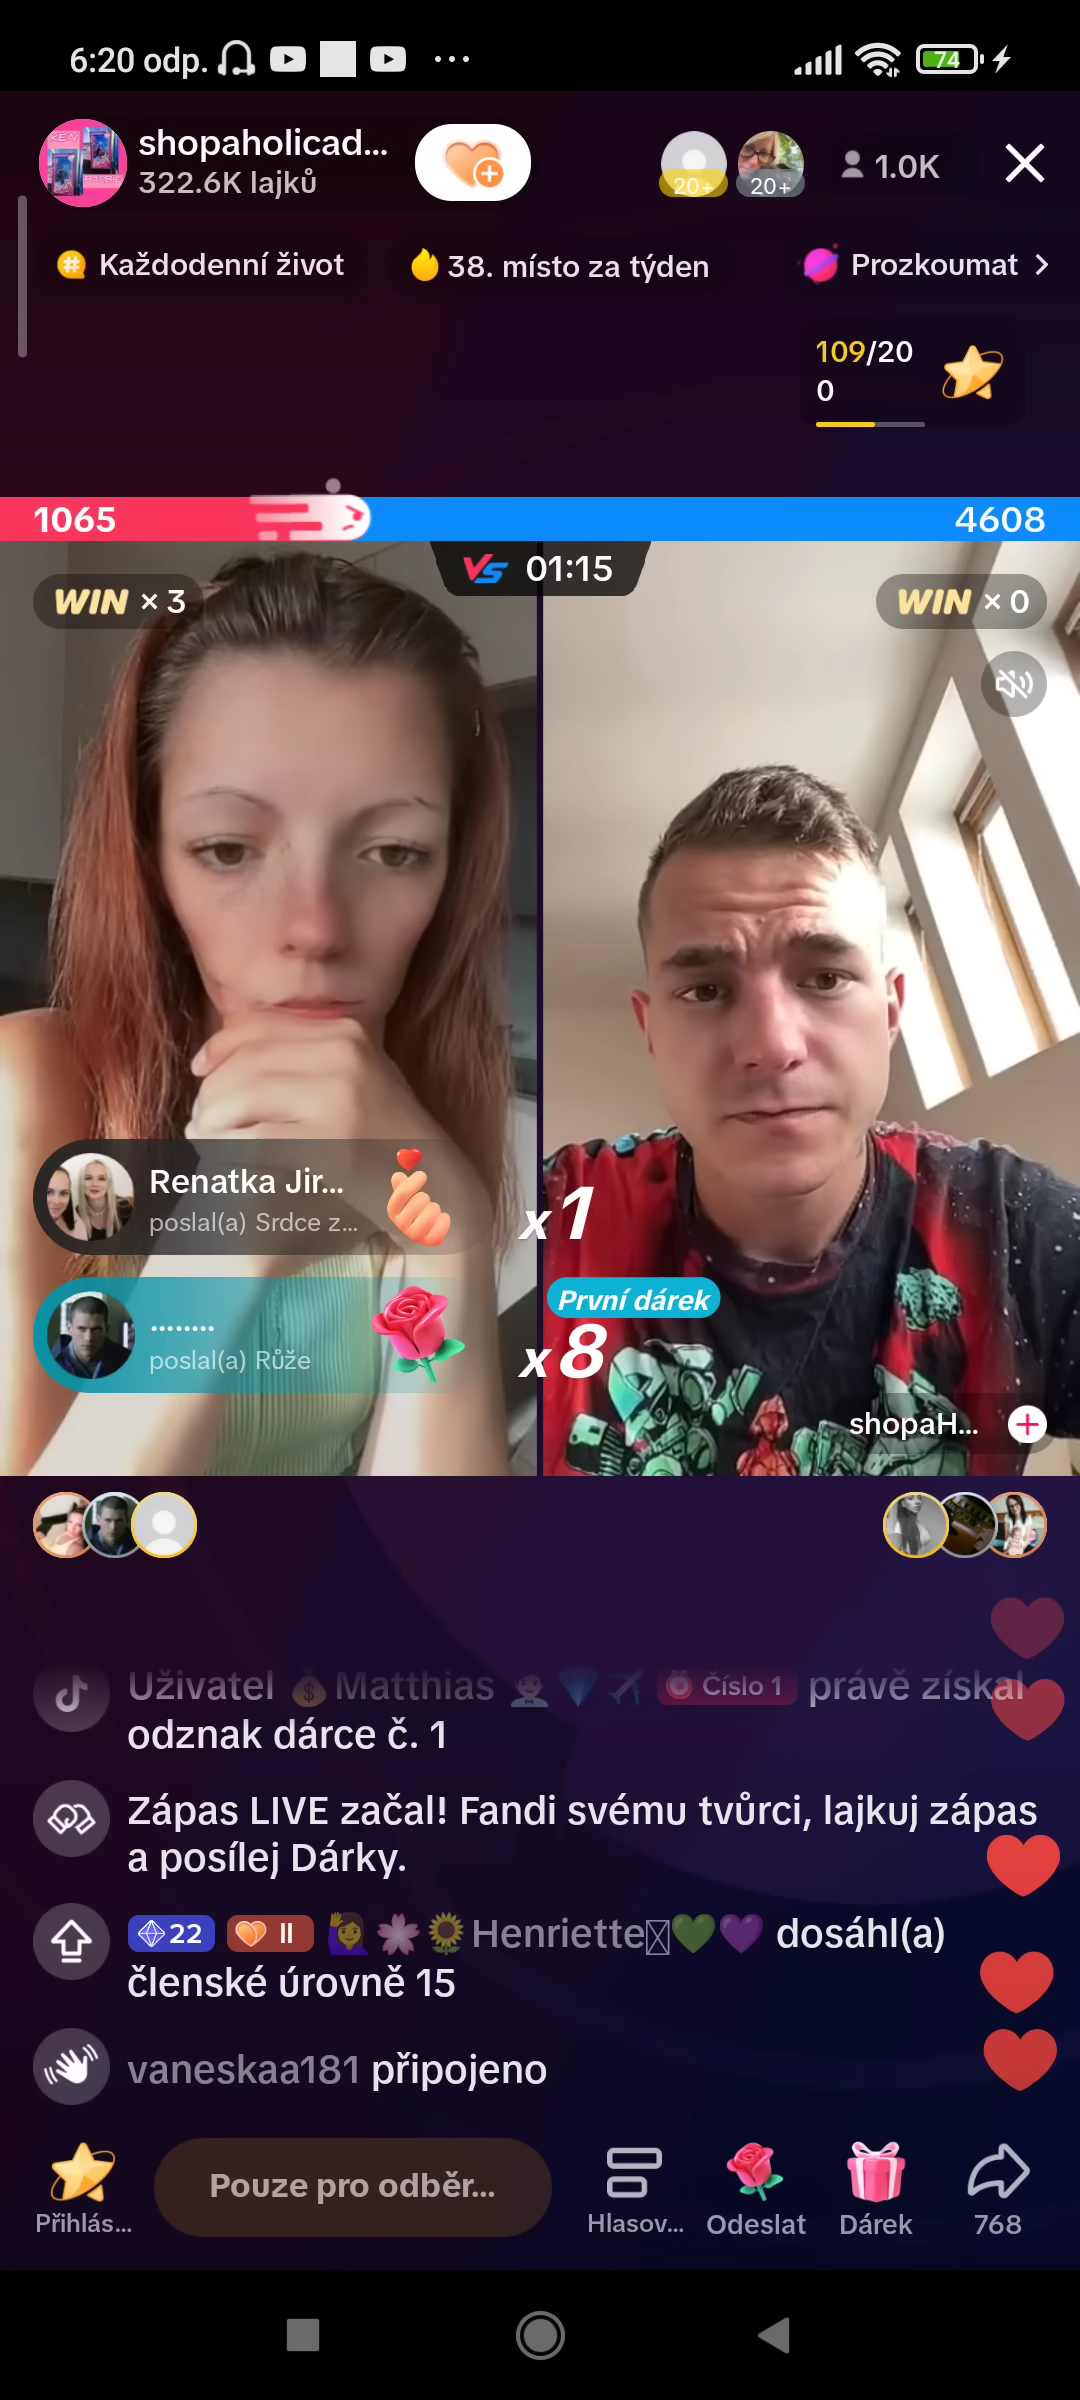 6:20 odp.
74
shopaholicad...
322.6K lajků
20+
20+
1.0K
Každodenní život
38. místo za týden
Prozkoumat
109/20
0
1065
4608
VS 01:15
WIN × 3
WIN × 0
Renatka Jir...
poslal(a) Srdce z...
x1
........
poslal(a) Růže
První dárek
x8
shopaH...
Uživatel 💰Matthias 💎✈️ Číslo 1 právě získal
odznak dárce č. 1
Zápas LIVE začal! Fandi svému tvůrci, lajkuj zápas
a posílej Dárky.
22 II 🙋‍♀️🌸🌻Henriette💚💜 dosáhl(a)
členské úrovně 15
vaneskaa181 připojeno
Pouze pro odběr...
Přihlás...
Hlasov...
Odeslat
Dárek
768